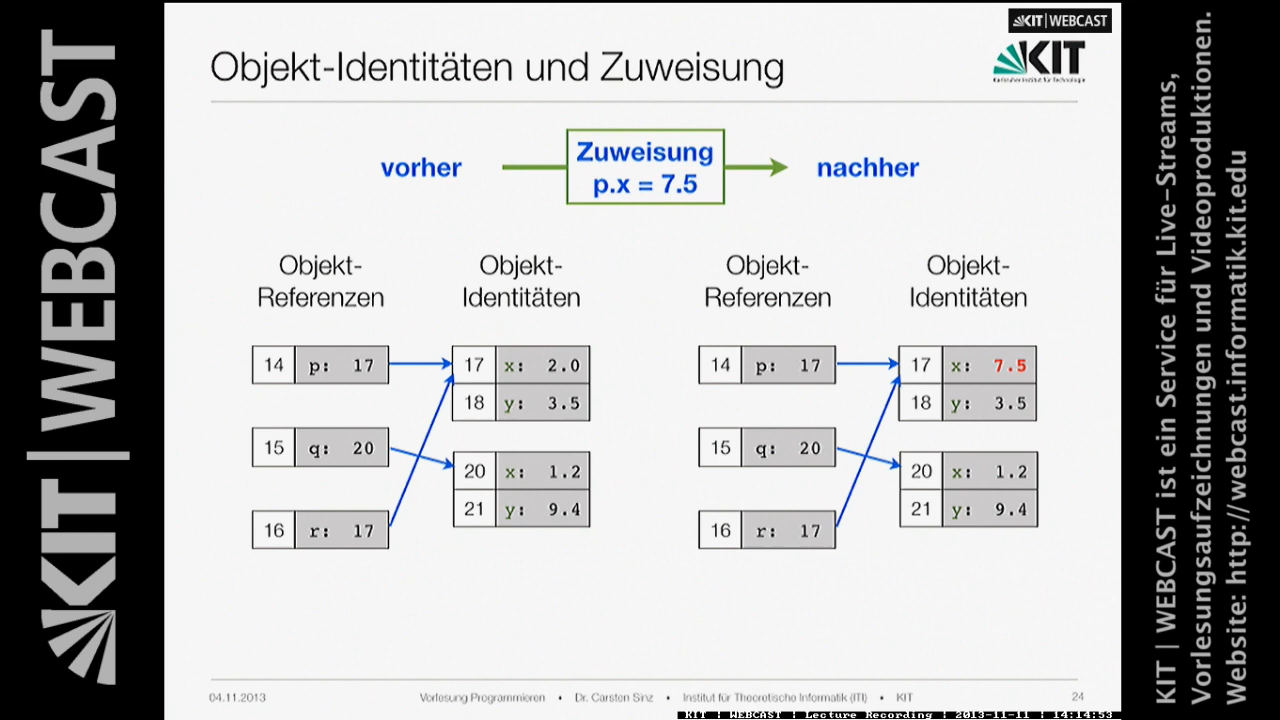 KIT | WEBCAST
KIT | WEBCAST
KIT
Karlsruher Institut für Technologie
Objekt-Identitäten und Zuweisung
vorher
Zuweisung
p.x = 7.5
nachher
Objekt-
Referenzen
Objekt-
Identitäten
Objekt-
Referenzen
Objekt-
Identitäten
14 p: 17
17 x: 2.0
18 y: 3.5
15 q: 20
20 x: 1.2
21 y: 9.4
16 r: 17
14 p: 17
17 x: 7.5
18 y: 3.5
15 q: 20
20 x: 1.2
21 y: 9.4
16 r: 17
04.11.2013 Vorlesung Programmieren • Dr. Carsten Sinz • Institut für Theoretische Informatik (ITI) • KIT 24
KIT | WEBCAST | Lecture Recording | 2013-11-11 | 14:14:53
KIT | WEBCAST ist ein Service für Live-Streams,
Vorlesungsaufzeichnungen und Videoproduktionen.
Website: http://webcast.informatik.kit.edu